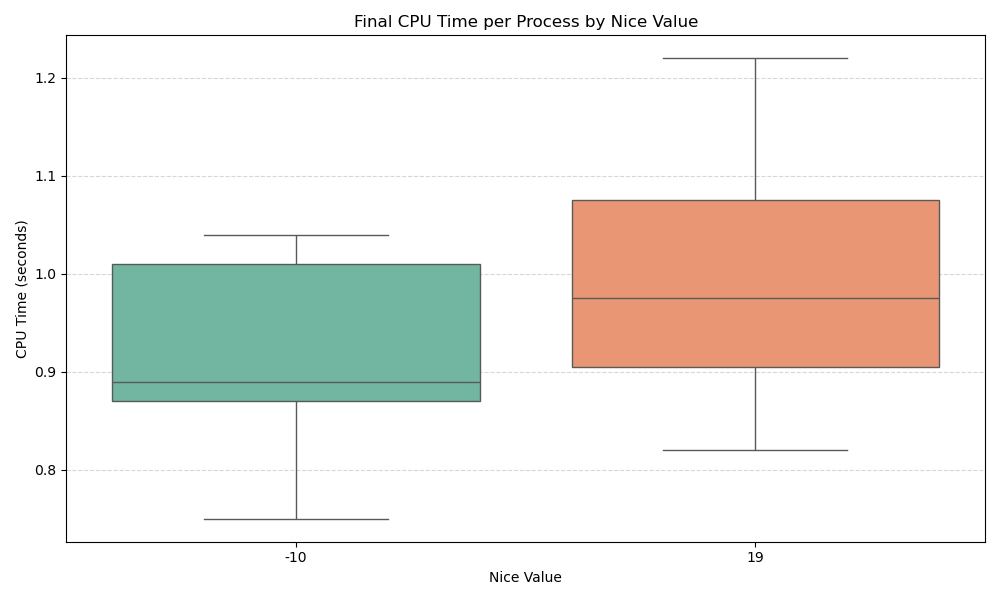 Final CPU Time per Process by Nice Value
1.2
1.1
1.0
0.9
0.8
CPU Time (seconds)
-10
19
Nice Value